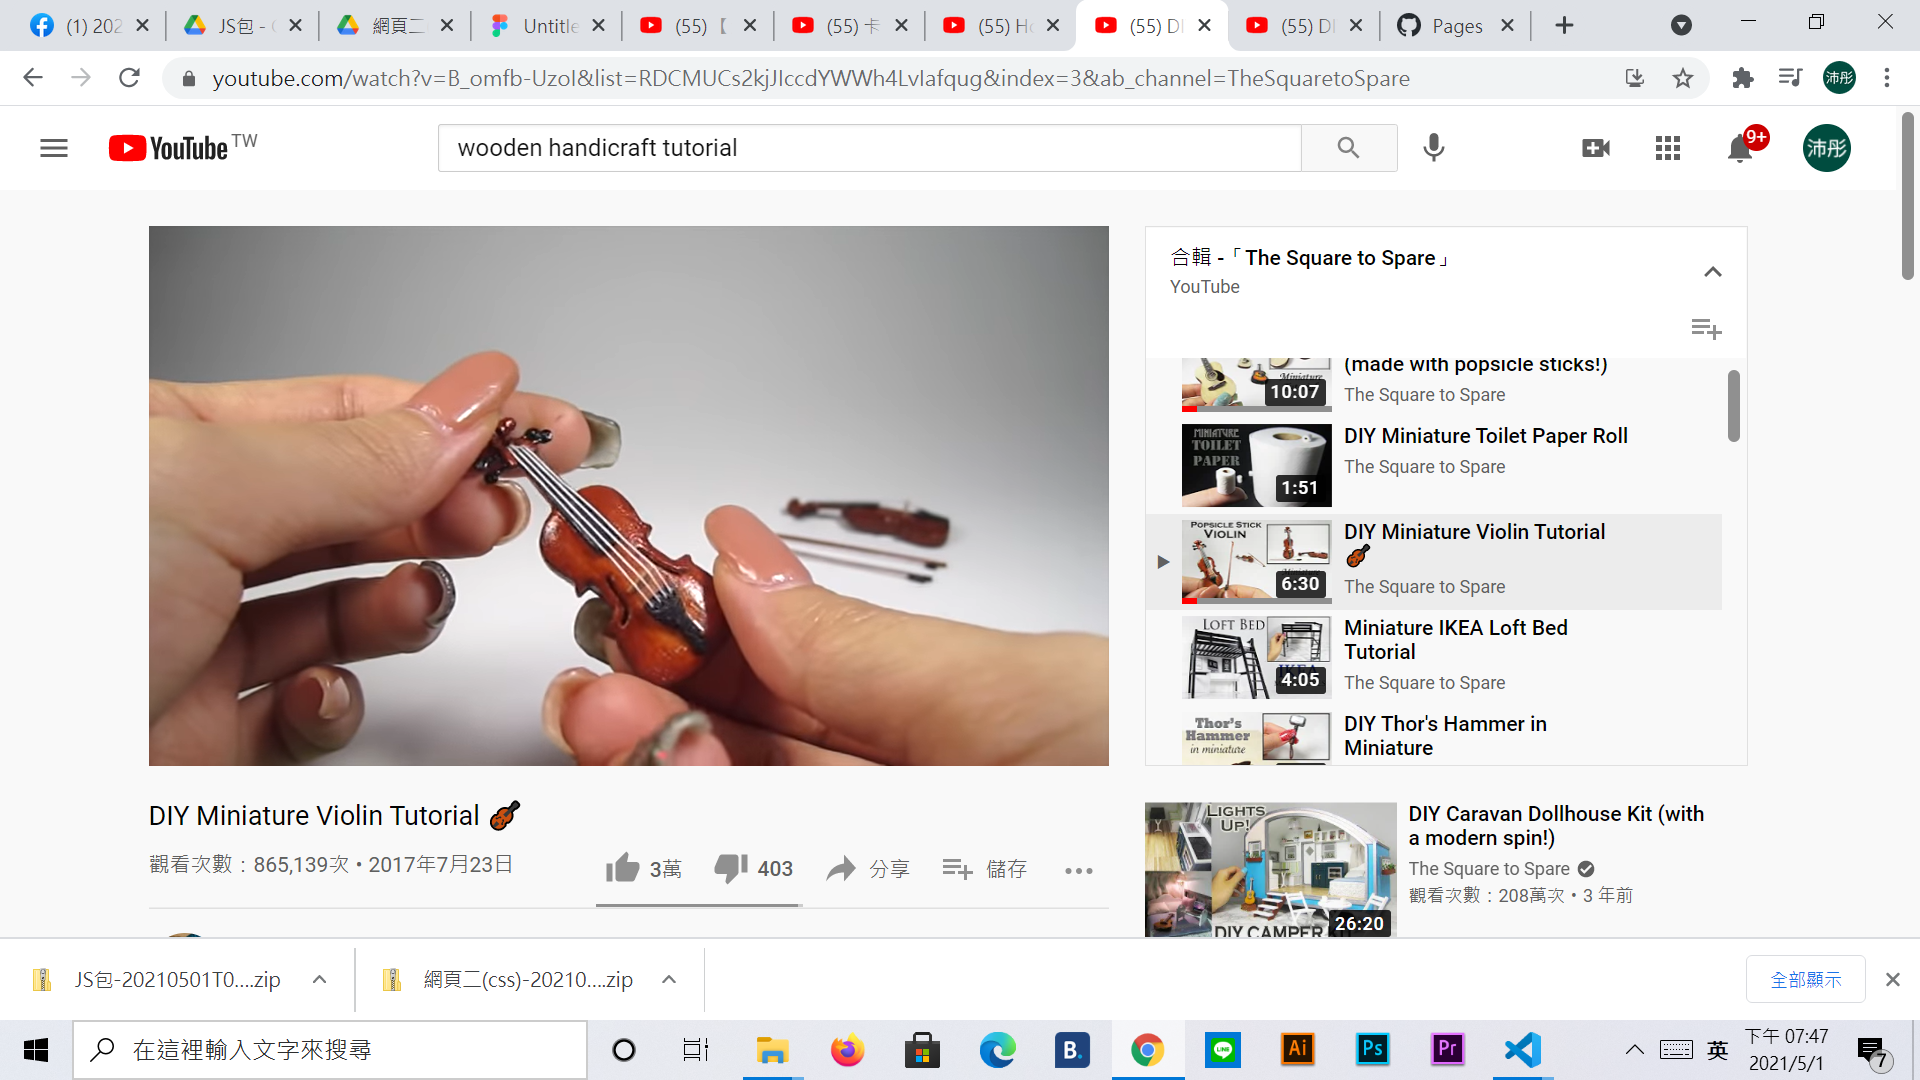 (1) 202
JS包 - G
網頁二
Untitle
(55) 【
(55) 卡
(55) Ho
(55) DI
(55) DI
Pages
youtube.com/watch?v=B_omfb-UzoI&list=RDCMUCs2kjJIccdYWWh4LvIafqug&index=3&ab_channel=TheSquaretoSpare
沛彤
YouTube TW
wooden handicraft tutorial
9+
沛彤
合輯 -「The Square to Spare」
YouTube
(made with popsicle sticks!)
The Square to Spare
Miniature
10:07
DIY Miniature Toilet Paper Roll
The Square to Spare
MINIATURE
TOILET
PAPER
1:51
DIY Miniature Violin Tutorial 🎻
The Square to Spare
POPSICLE STICK
VIOLIN
6:30
Miniature IKEA Loft Bed
Tutorial
The Square to Spare
LOFT BED
4:05
DIY Thor's Hammer in
Miniature
Thor's
Hammer
in miniature
DIY Miniature Violin Tutorial 🎻
觀看次數：865,139次 • 2017年7月23日
3萬
403
分享
儲存
LIGHTS
UP!
DIY CAMPER
26:20
DIY Caravan Dollhouse Kit (with
a modern spin!)
The Square to Spare
觀看次數：208萬次 • 3 年前
JS包-20210501T0....zip
網頁二(css)-20210....zip
全部顯示
在這裡輸入文字來搜尋
B.
LINE
Ai
Ps
Pr
英
下午 07:47
2021/5/1
7